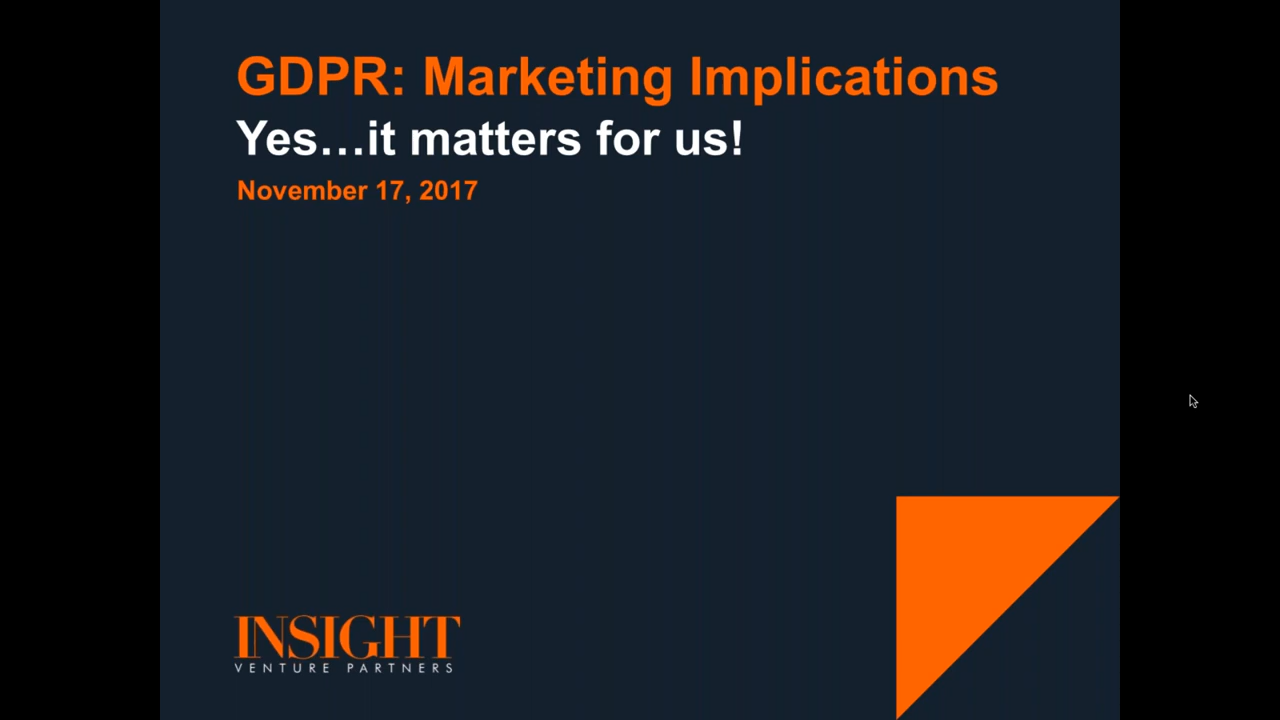 GDPR: Marketing Implications
Yes…it matters for us!
November 17, 2017
INSIGHT
VENTURE PARTNERS